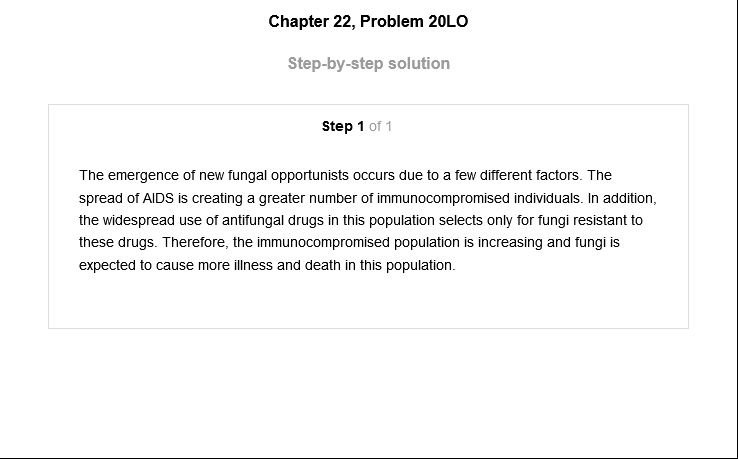 Chapter 22, Problem 20LO
Step-by-step solution
Step 1 of 1
The emergence of new fungal opportunists occurs due to a few different factors. The
spread of AIDS is creating a greater number of immunocompromised individuals. In addition,
the widespread use of antifungal drugs in this population selects only for fungi resistant to
these drugs. Therefore, the immunocompromised population is increasing and fungi is
expected to cause more illness and death in this population.